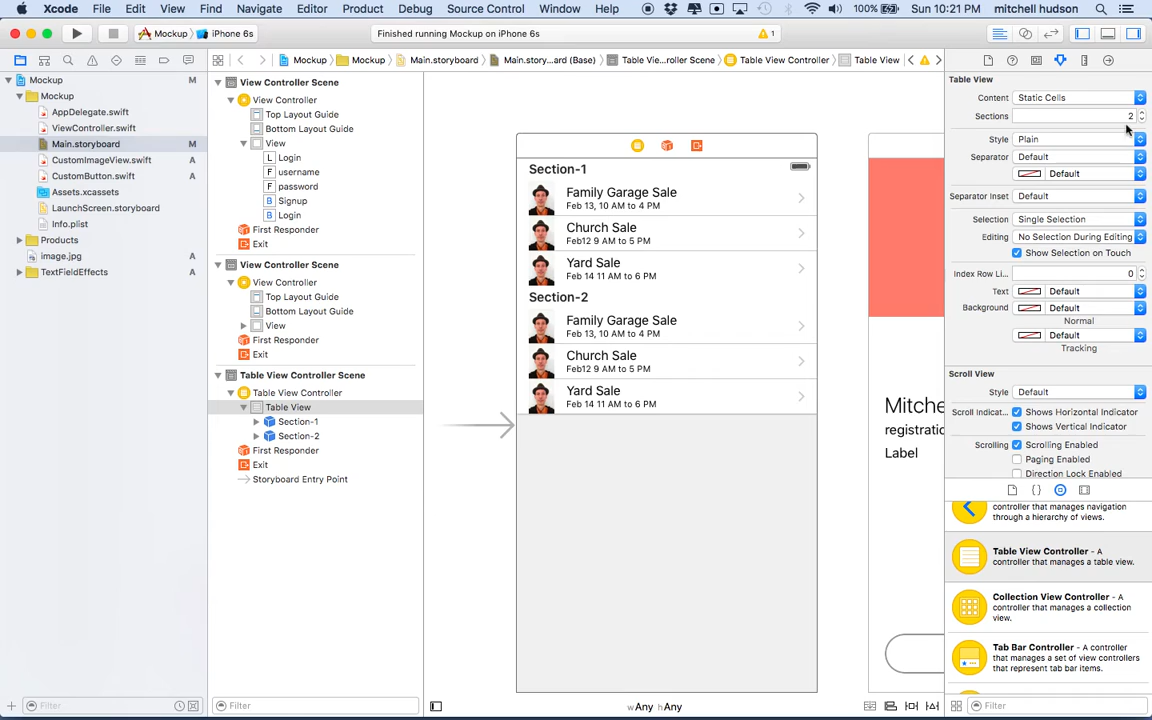 Xcode File Edit View Find Navigate Editor Product Debug Source Control Window Help 100% Sun 10:21 PM mitchell hudson
Mockup iPhone 6s Finished running Mockup on iPhone 6s 1
Mockup Mockup Main.storyboard Main.story...ard (Base) Table Vie...ler Scene Table View Controller Table View
Mockup
Mockup
AppDelegate.swift
ViewController.swift
Main.storyboard M
CustomImageView.swift A
CustomButton.swift A
Assets.xcassets
LaunchScreen.storyboard
Info.plist
Products
image.jpg A
TextFieldEffects A
Filter
View Controller Scene
View Controller
Top Layout Guide
Bottom Layout Guide
View
L Login
F username
F password
B Signup
B Login
First Responder
Exit
View Controller Scene
View Controller
Top Layout Guide
Bottom Layout Guide
View
First Responder
Exit
Table View Controller Scene
Table View Controller
Table View
Section-1
Section-2
First Responder
Exit
Storyboard Entry Point
Filter
Section-1
Family Garage Sale
Feb 13, 10 AM to 4 PM
Church Sale
Feb12 9 AM to 5 PM
Yard Sale
Feb 14 11 AM to 6 PM
Section-2
Family Garage Sale
Feb 13, 10 AM to 4 PM
Church Sale
Feb12 9 AM to 5 PM
Yard Sale
Feb 14 11 AM to 6 PM
Mitche
registratio
Label
wAny hAny
Table View
Content Static Cells
Sections 2
Style Plain
Separator Default
Default
Separator Inset Default
Selection Single Selection
Editing No Selection During Editing
Show Selection on Touch
Index Row Li... 0
Text Default
Background Default
Normal
Default
Tracking
Scroll View
Style Default
Scroll Indicat... Shows Horizontal Indicator
Shows Vertical Indicator
Scrolling Scrolling Enabled
Paging Enabled
Direction Lock Enabled
controller that manages navigation
through a hierarchy of views.
Table View Controller - A
controller that manages a table view.
Collection View Controller - A
controller that manages a collection
view.
Tab Bar Controller - A controller
that manages a set of view controllers
that represent tab bar items.
Filter